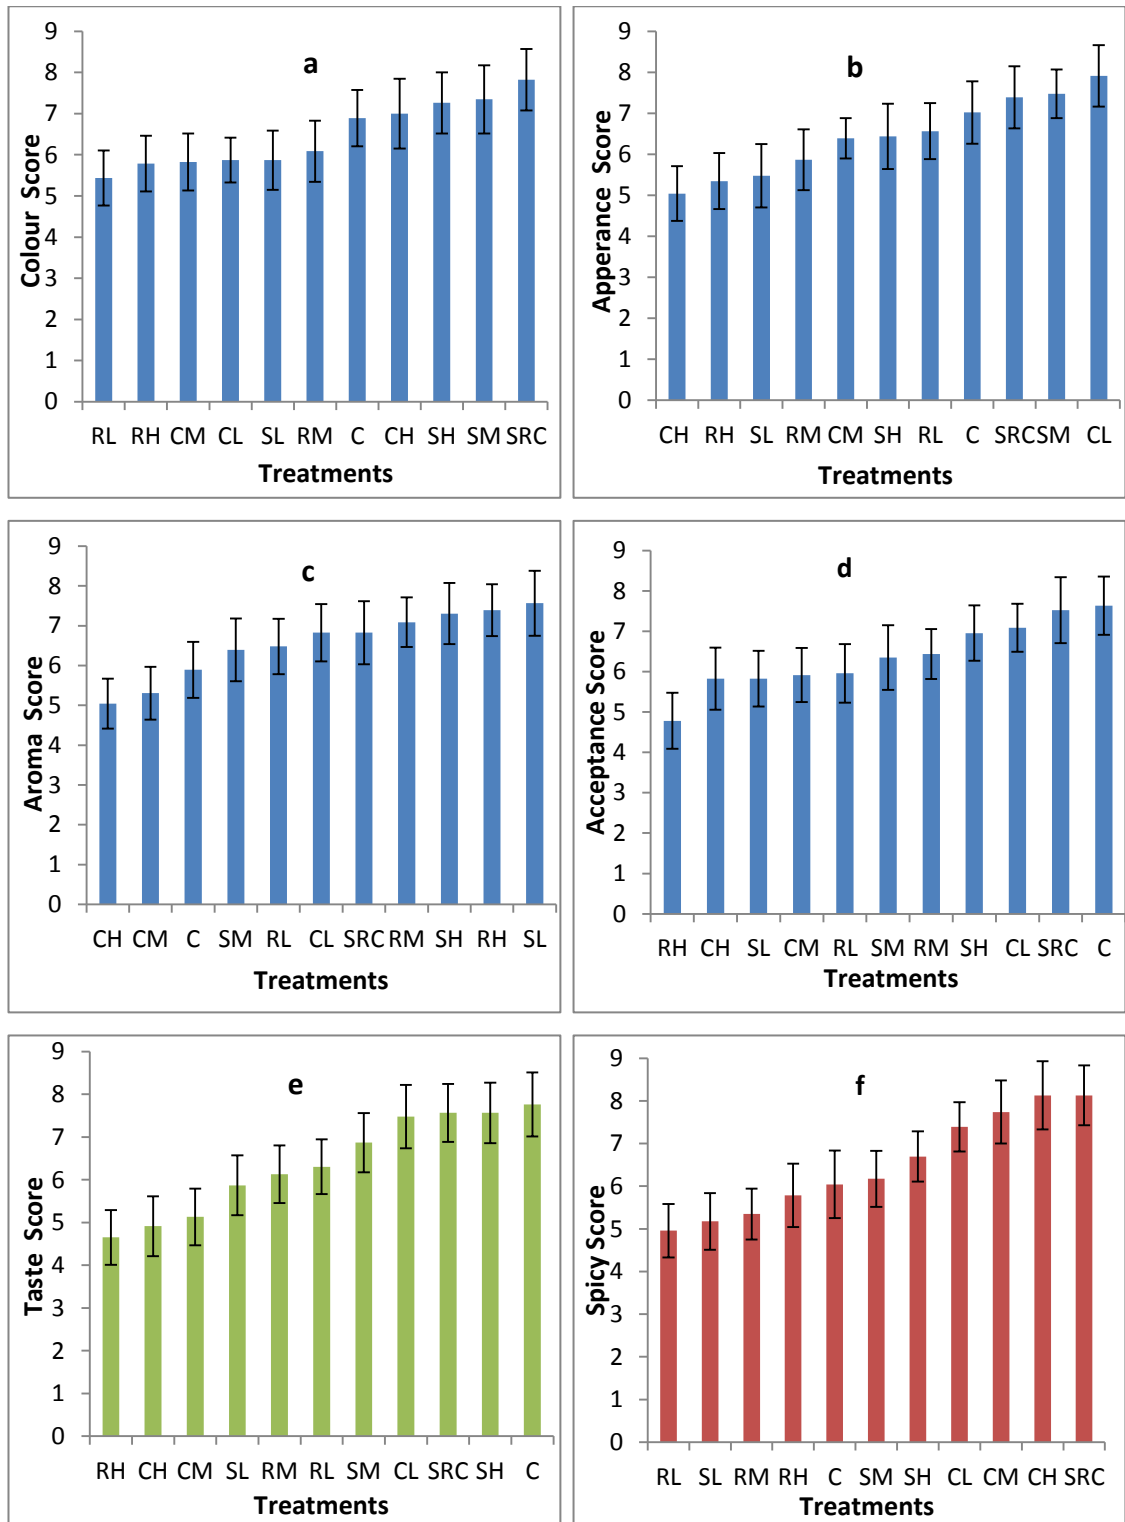 a
Colour Score
9
8
7
6
5
4
3
2
1
0
RL RH CM CL SL RM C CH SH SM SRC
Treatments
b
Apperance Score
9
8
7
6
5
4
3
2
1
0
CH RH SL RM CM SH RL C SRC SM CL
Treatments
c
Aroma Score
9
8
7
6
5
4
3
2
1
0
CH CM C SM RL CL SRC RM SH RH SL
Treatments
d
Acceptance Score
9
8
7
6
5
4
3
2
1
0
RH CH SL CM RL SM RM SH CL SRC C
Treatments
e
Taste Score
9
8
7
6
5
4
3
2
1
0
RH CH CM SL RM RL SM CL SRC SH C
Treatments
f
Spicy Score
9
8
7
6
5
4
3
2
1
0
RL SL RM RH C SM SH CL CM CH SRC
Treatments